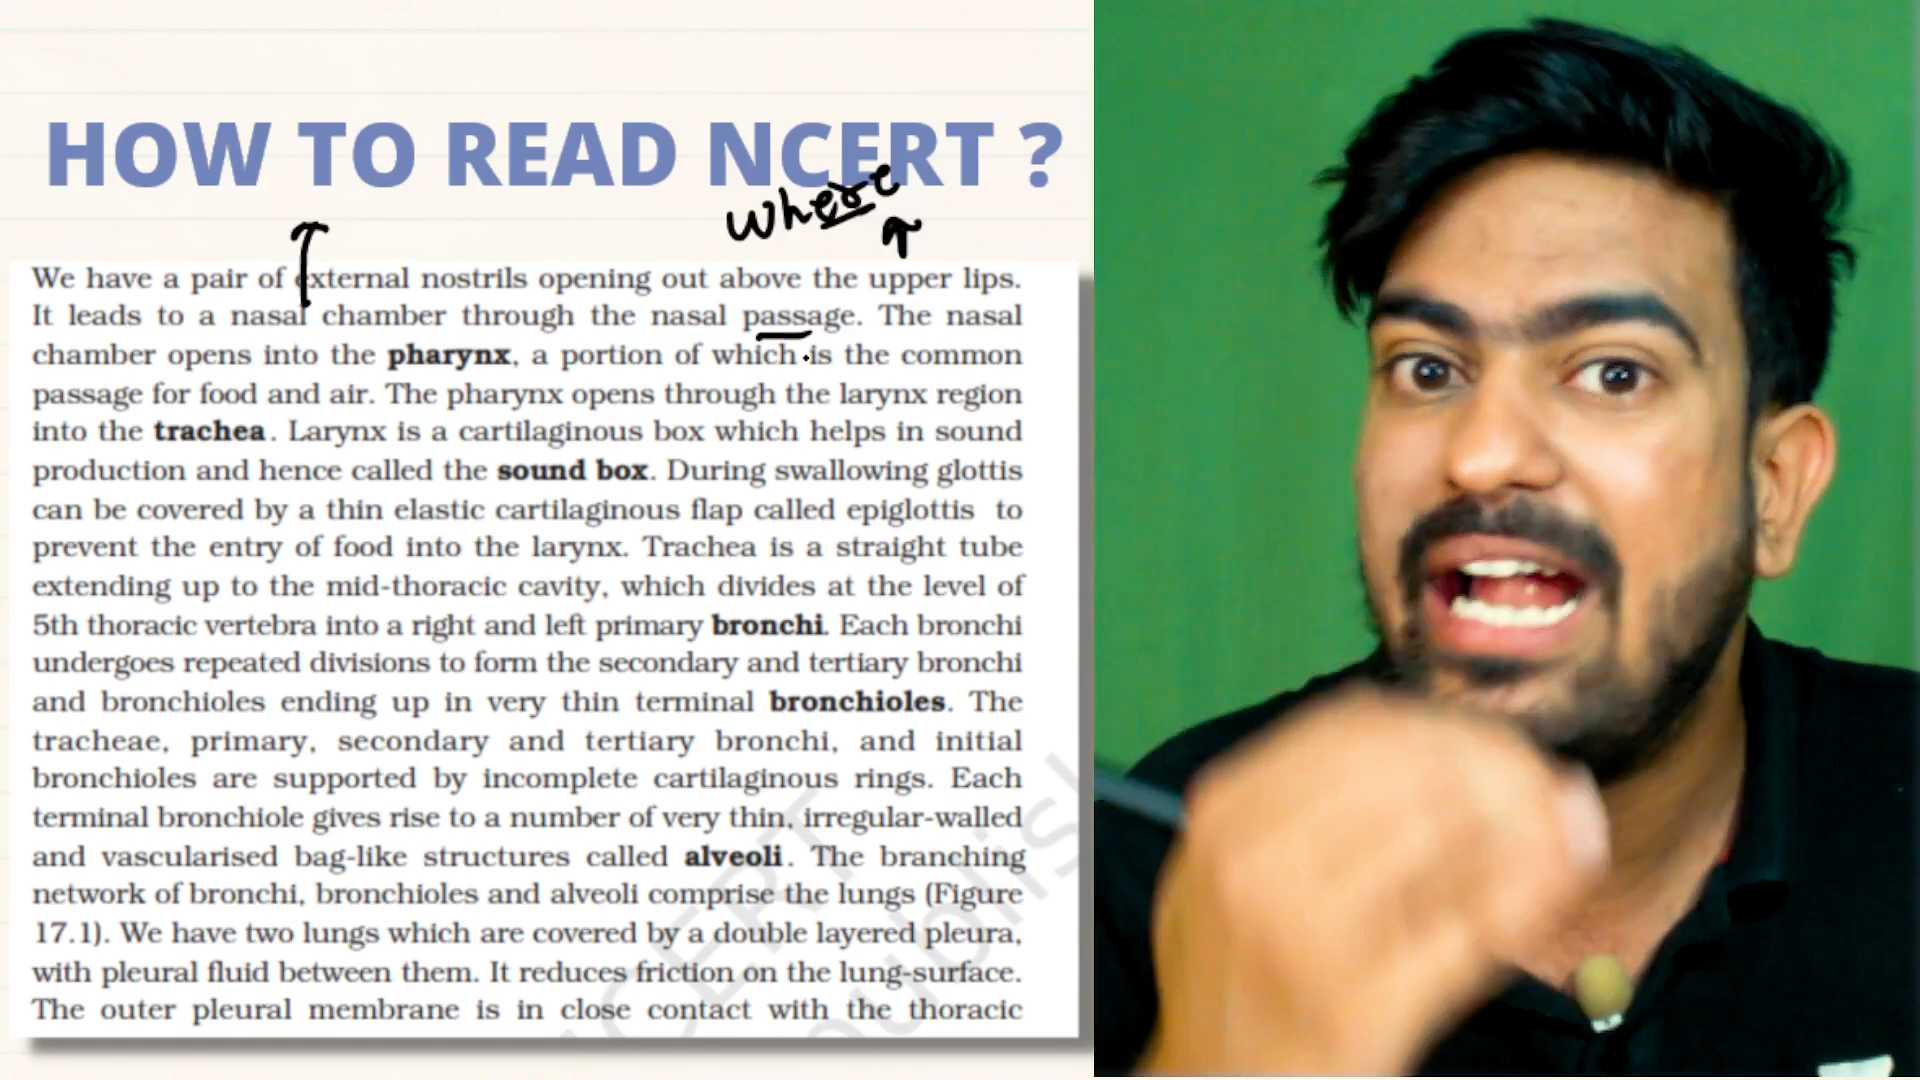 HOW TO READ NCERT ?
where
We have a pair of external nostrils opening out above the upper lips.
It leads to a nasal chamber through the nasal passage. The nasal
chamber opens into the pharynx, a portion of which is the common
passage for food and air. The pharynx opens through the larynx region
into the trachea. Larynx is a cartilaginous box which helps in sound
production and hence called the sound box. During swallowing glottis
can be covered by a thin elastic cartilaginous flap called epiglottis to
prevent the entry of food into the larynx. Trachea is a straight tube
extending up to the mid-thoracic cavity, which divides at the level of
5th thoracic vertebra into a right and left primary bronchi. Each bronchi
undergoes repeated divisions to form the secondary and tertiary bronchi
and bronchioles ending up in very thin terminal bronchioles. The
tracheae, primary, secondary and tertiary bronchi, and initial
bronchioles are supported by incomplete cartilaginous rings. Each
terminal bronchiole gives rise to a number of very thin, irregular-walled
and vascularised bag-like structures called alveoli. The branching
network of bronchi, bronchioles and alveoli comprise the lungs (Figure
17.1). We have two lungs which are covered by a double layered pleura,
with pleural fluid between them. It reduces friction on the lung-surface.
The outer pleural membrane is in close contact with the thoracic